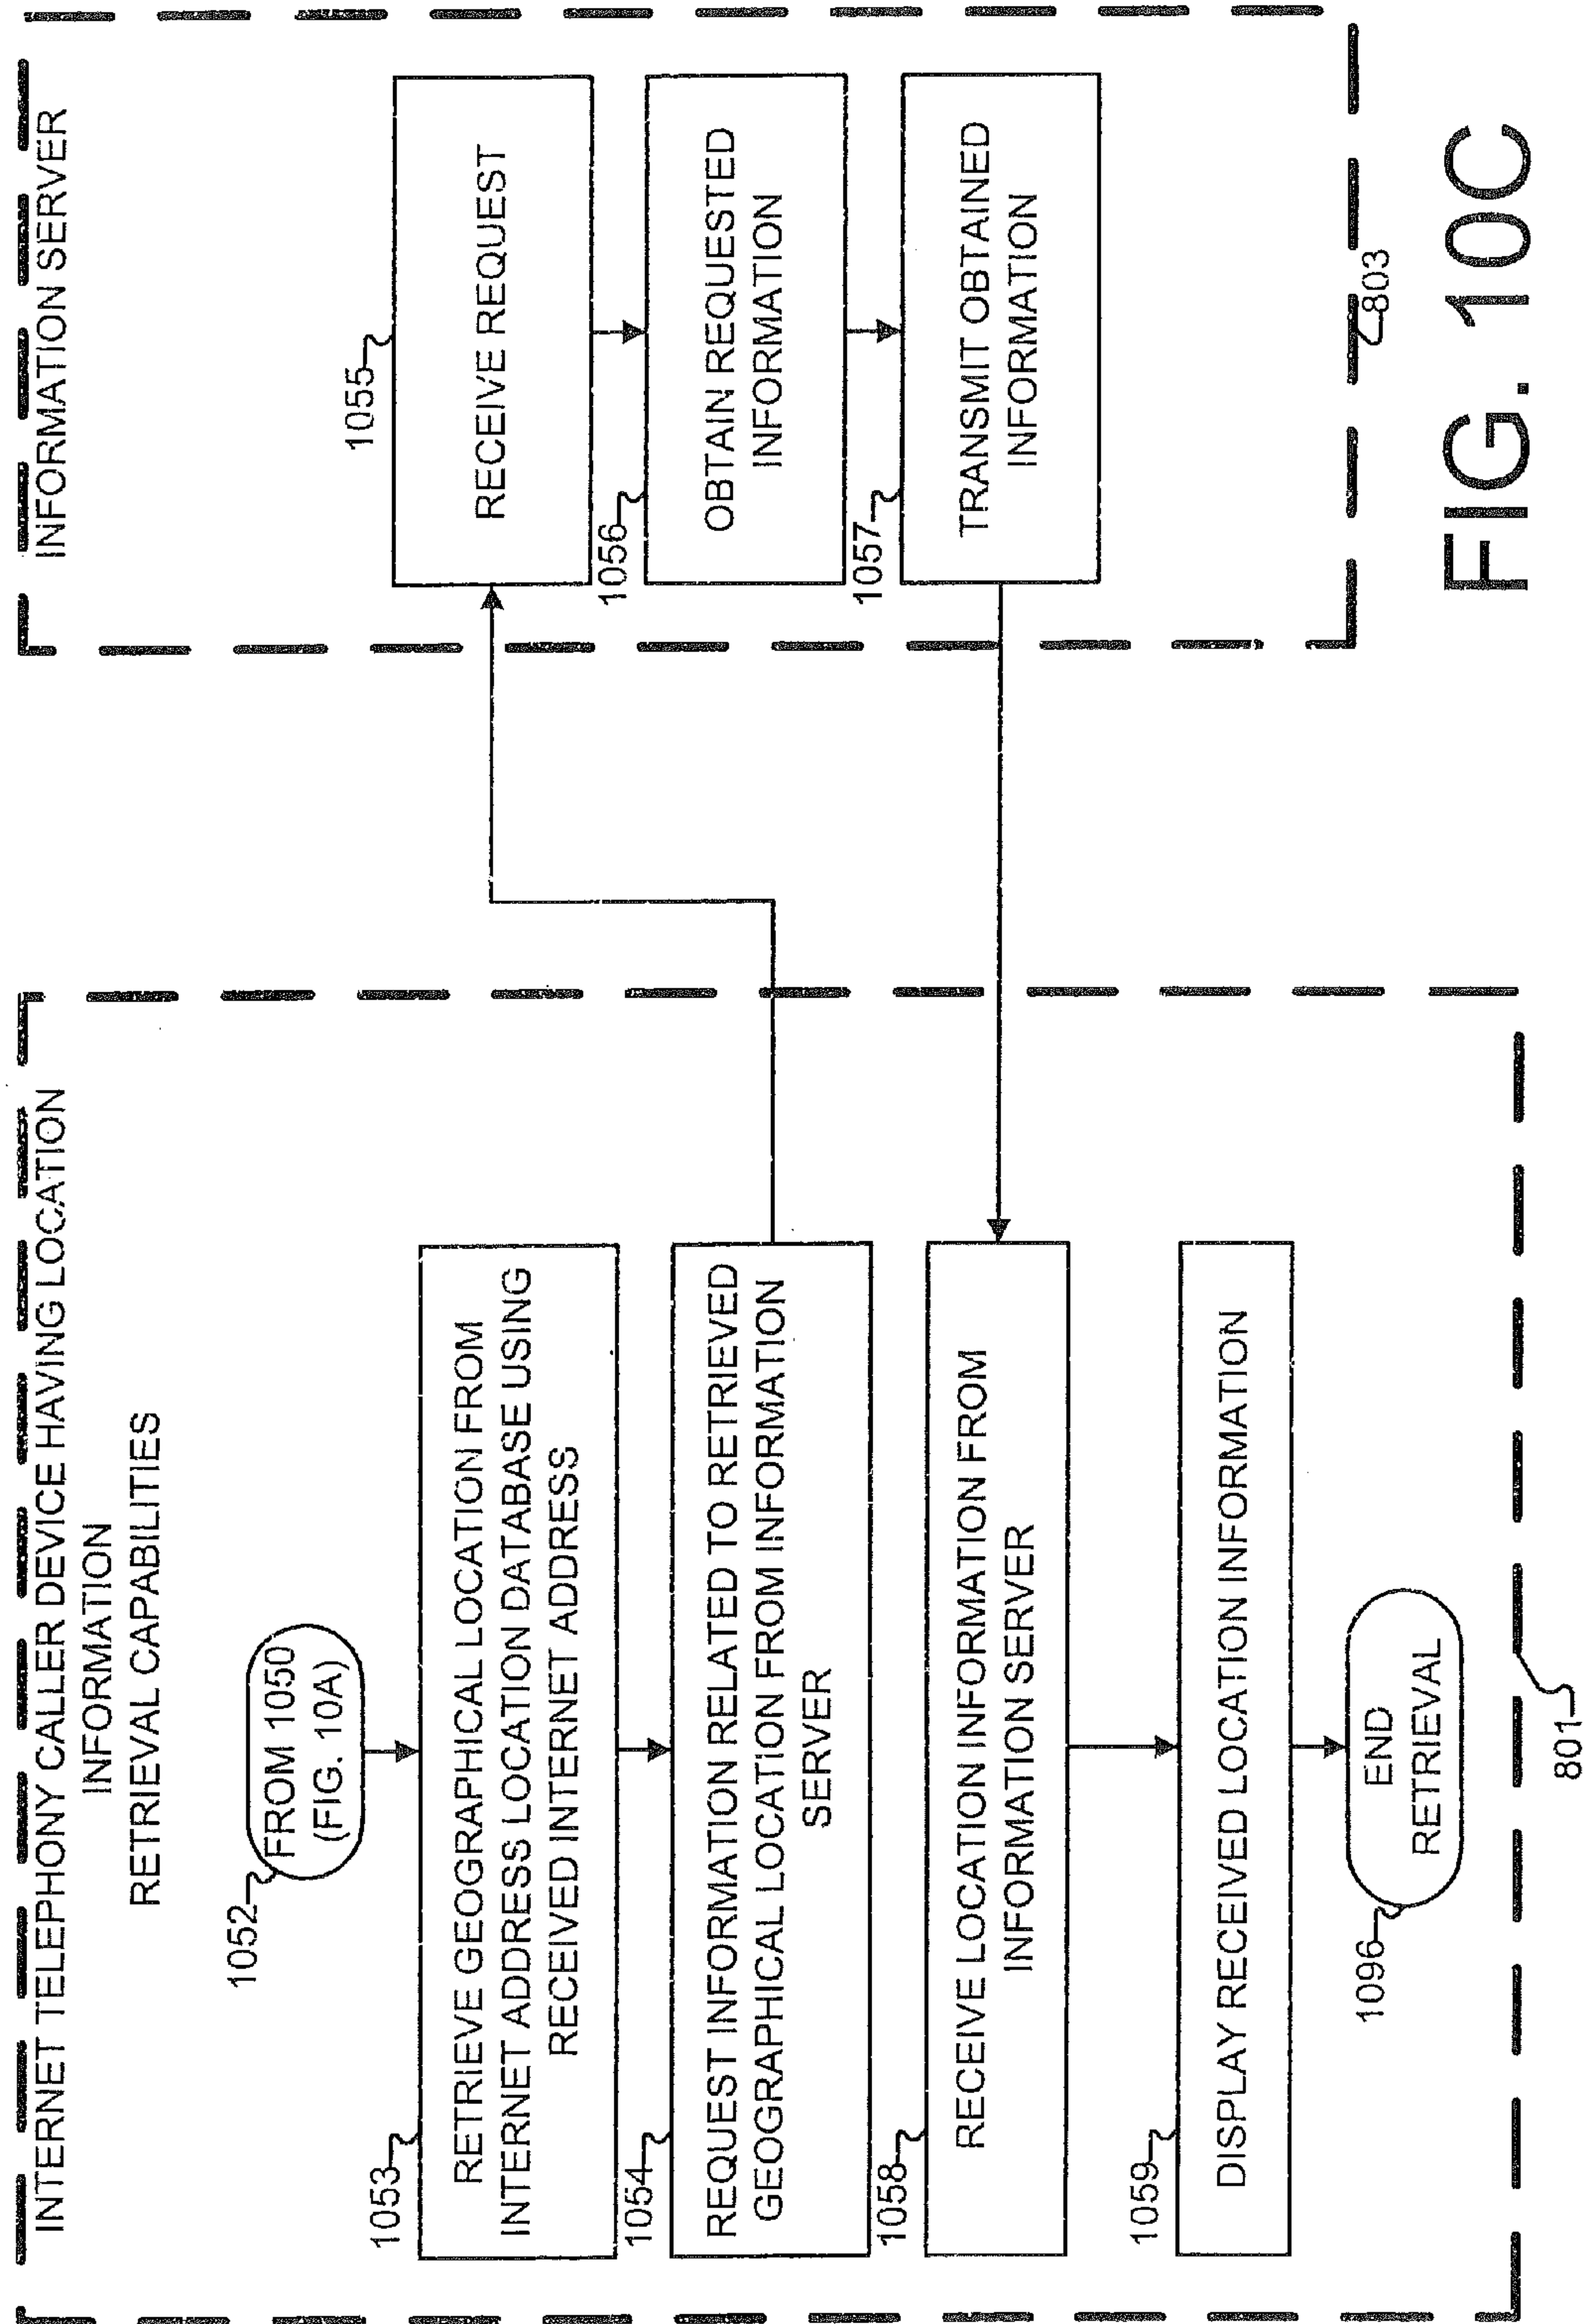 INTERNET TELEPHONY CALLER DEVICE HAVING LOCATION
INFORMATION
RETRIEVAL CAPABILITIES
1052
FROM 1050
(FIG. 10A)
1053
RETRIEVE GEOGRAPHICAL LOCATION FROM
INTERNET ADDRESS LOCATION DATABASE USING
RECEIVED INTERNET ADDRESS
1054
REQUEST INFORMATION RELATED TO RETRIEVED
GEOGRAPHICAL LOCATION FROM INFORMATION
SERVER
1058
RECEIVE LOCATION INFORMATION FROM
INFORMATION SERVER
1059
DISPLAY RECEIVED LOCATION INFORMATION
1096
END
RETRIEVAL
801
INFORMATION SERVER
1055
RECEIVE REQUEST
1056
OBTAIN REQUESTED
INFORMATION
1057
TRANSMIT OBTAINED
INFORMATION
803
FIG. 10C